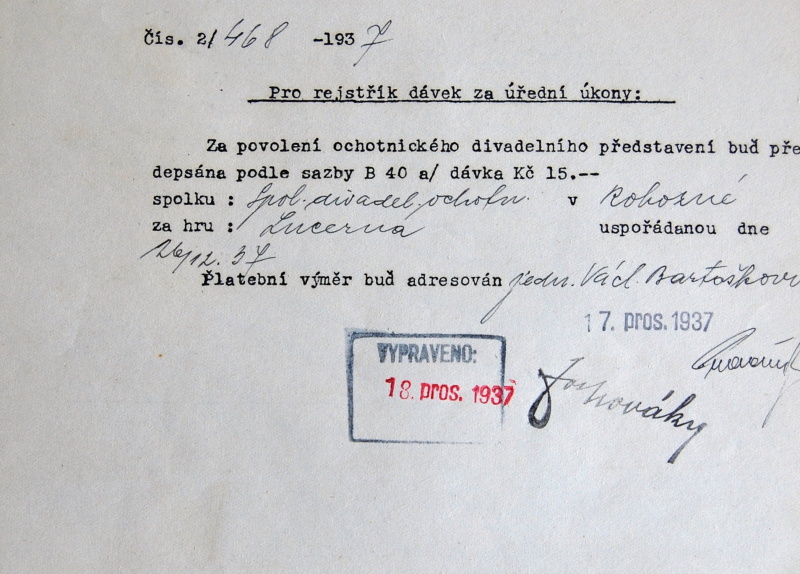 Čís. 2/468 -1937
Pro rejstřík dávek za úřední úkony:
Za povolení ochotnického divadelního představení buď pře
depsána podle sazby B 40 a/ dávka Kč 15.--
spolku : Spol. divadel. ochotn. v Rohozné
za hru : Lucerna uspořádanou dne
26/12. 37
Platební výměr buď adresován jedn. Václ. Bartoškovi
17. pros. 1937
VYPRAVENO:
18. pros. 1937